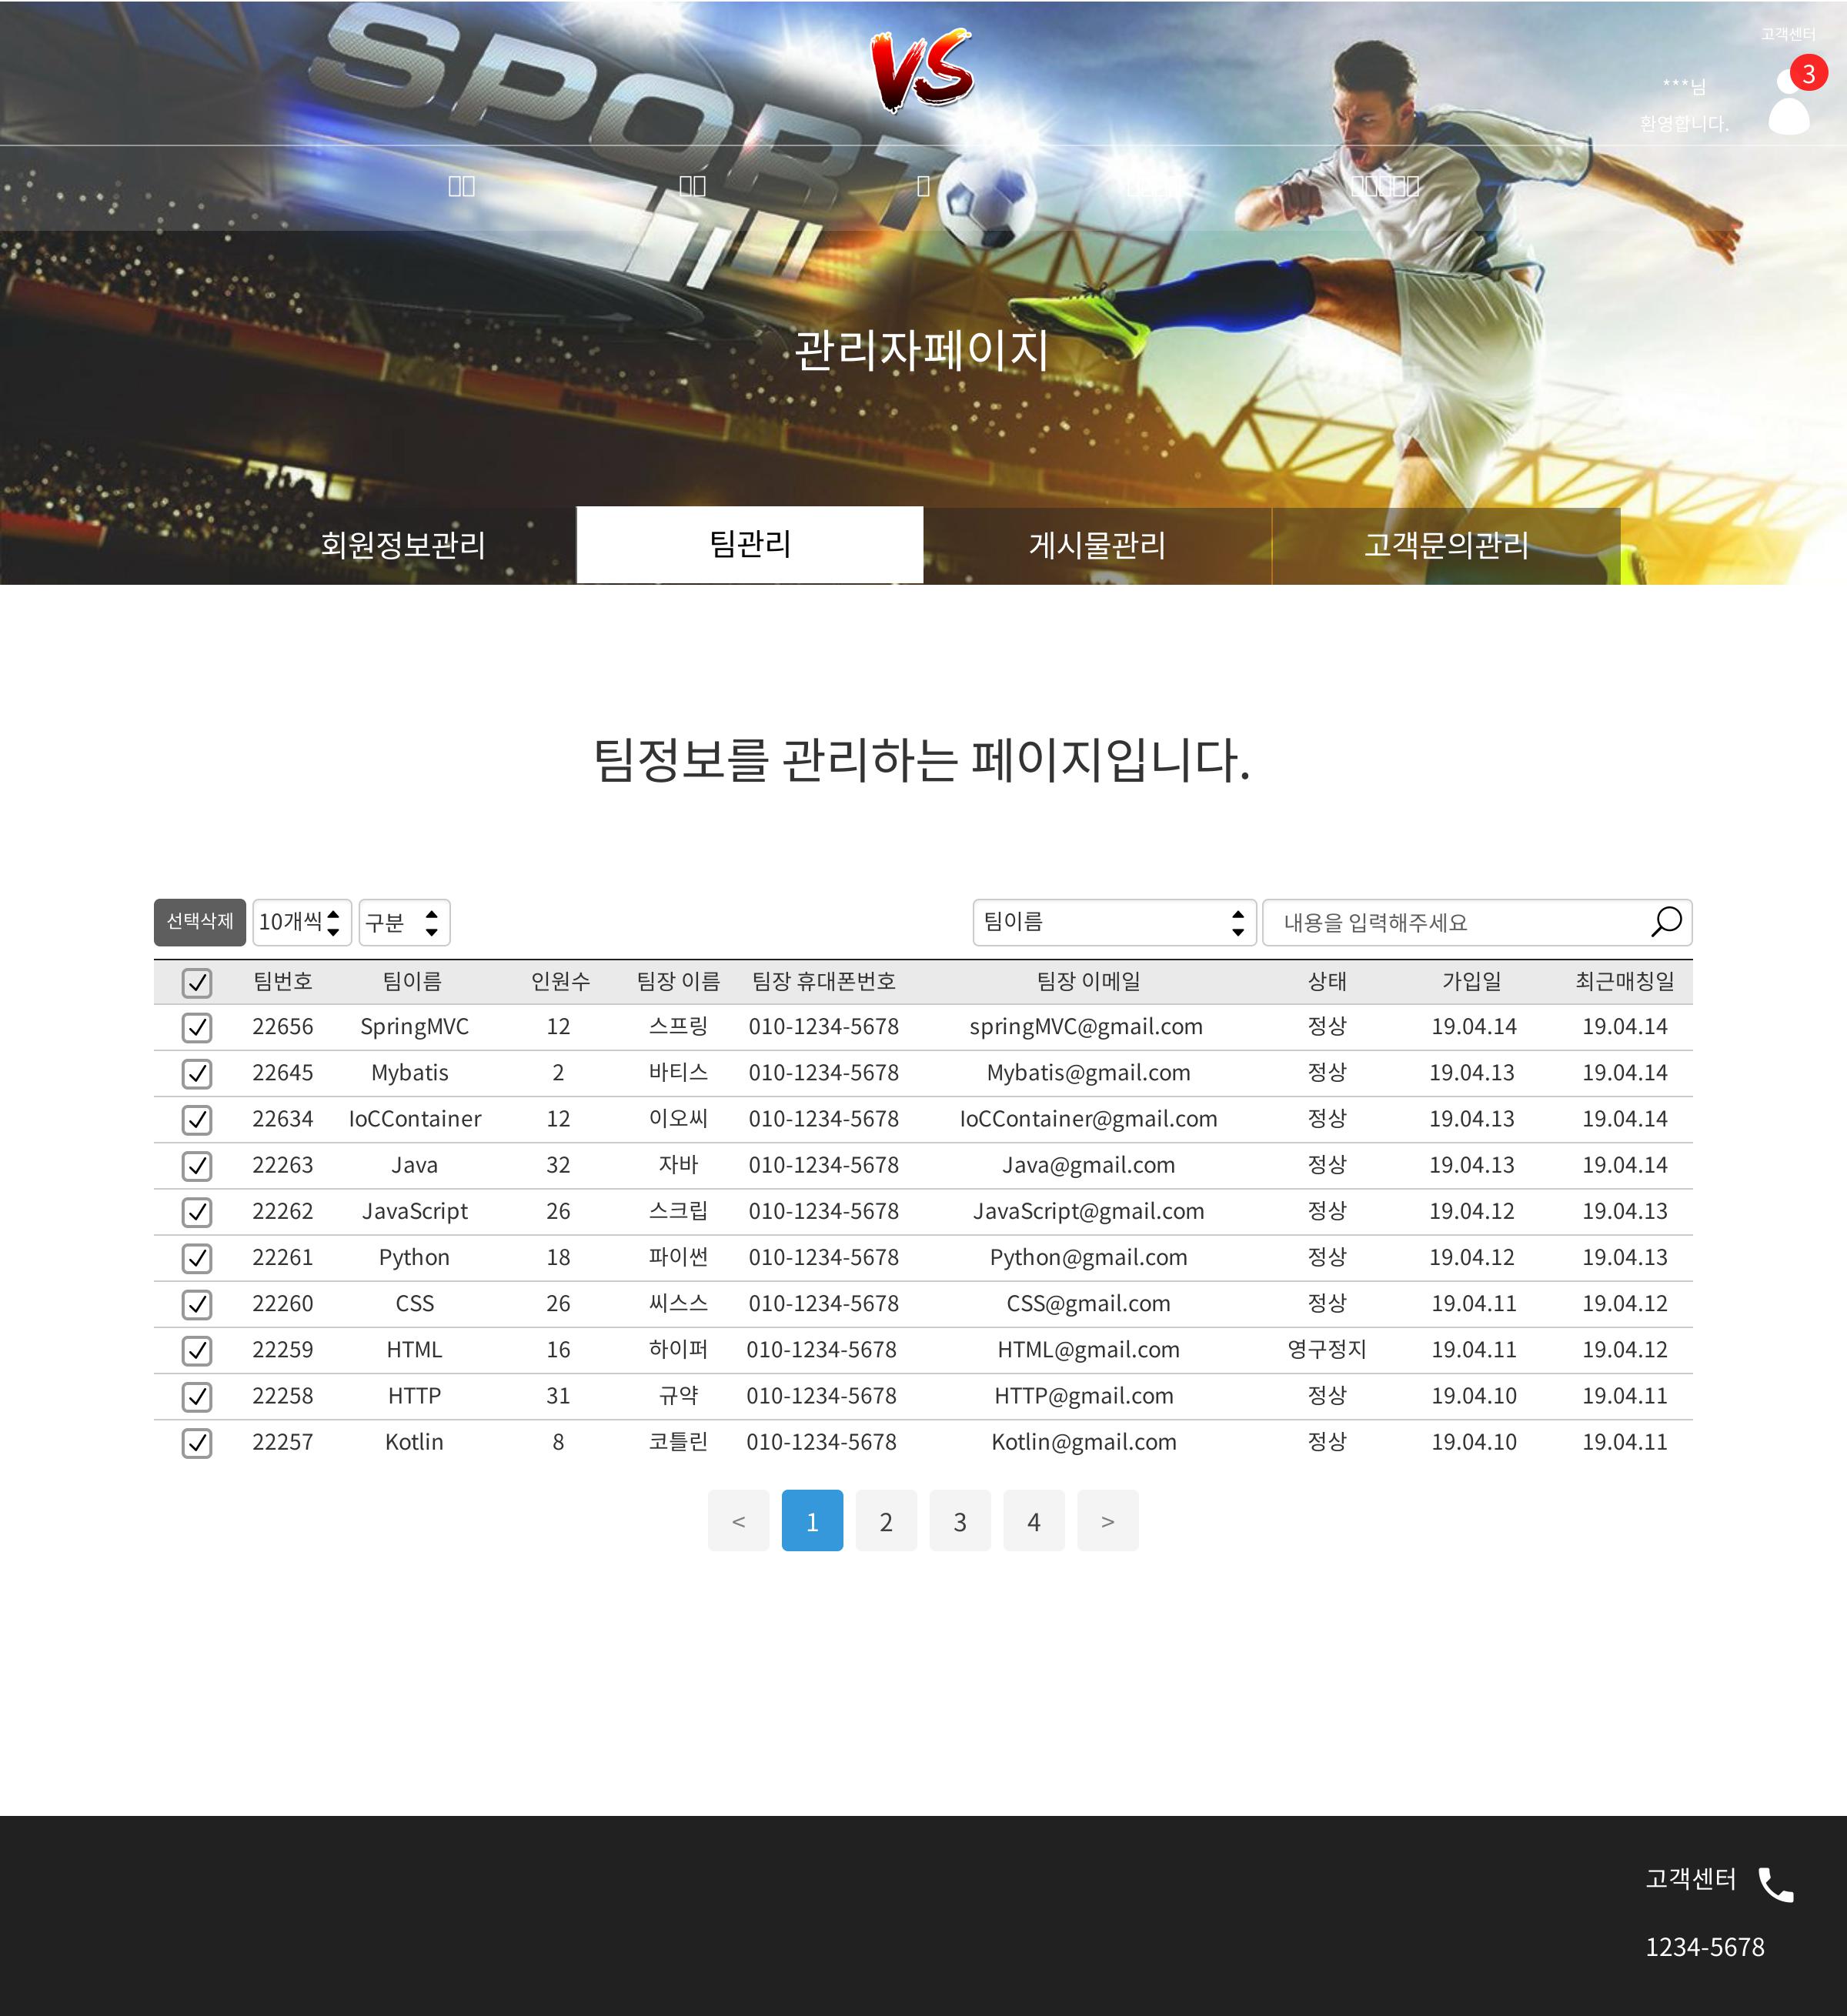 SPORT
VS
고객센터
3
***님
환영합니다.
관리자페이지
회원정보관리 팀관리 게시물관리 고객문의관리
팀정보를 관리하는 페이지입니다.
선택삭제 10개씩 구분 팀이름 내용을 입력해주세요
팀번호 팀이름 인원수 팀장 이름 팀장 휴대폰번호 팀장 이메일 상태 가입일 최근매칭일
22656 SpringMVC 12 스프링 010-1234-5678 springMVC@gmail.com 정상 19.04.14 19.04.14
22645 Mybatis 2 바티스 010-1234-5678 Mybatis@gmail.com 정상 19.04.13 19.04.14
22634 IoCContainer 12 이오씨 010-1234-5678 IoCContainer@gmail.com 정상 19.04.13 19.04.14
22263 Java 32 자바 010-1234-5678 Java@gmail.com 정상 19.04.13 19.04.14
22262 JavaScript 26 스크립 010-1234-5678 JavaScript@gmail.com 정상 19.04.12 19.04.13
22261 Python 18 파이썬 010-1234-5678 Python@gmail.com 정상 19.04.12 19.04.13
22260 CSS 26 씨스스 010-1234-5678 CSS@gmail.com 정상 19.04.11 19.04.12
22259 HTML 16 하이퍼 010-1234-5678 HTML@gmail.com 영구정지 19.04.11 19.04.12
22258 HTTP 31 규약 010-1234-5678 HTTP@gmail.com 정상 19.04.10 19.04.11
22257 Kotlin 8 코틀린 010-1234-5678 Kotlin@gmail.com 정상 19.04.10 19.04.11
< 1 2 3 4 >
고객센터
1234-5678